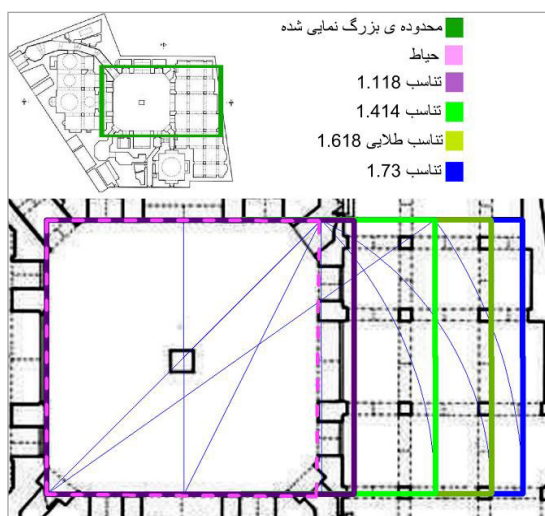 محدوده ی بزرگ نمایی شده
حیاط
تناسب 1.118
تناسب 1.414
تناسب طلایی 1.618
تناسب 1.73